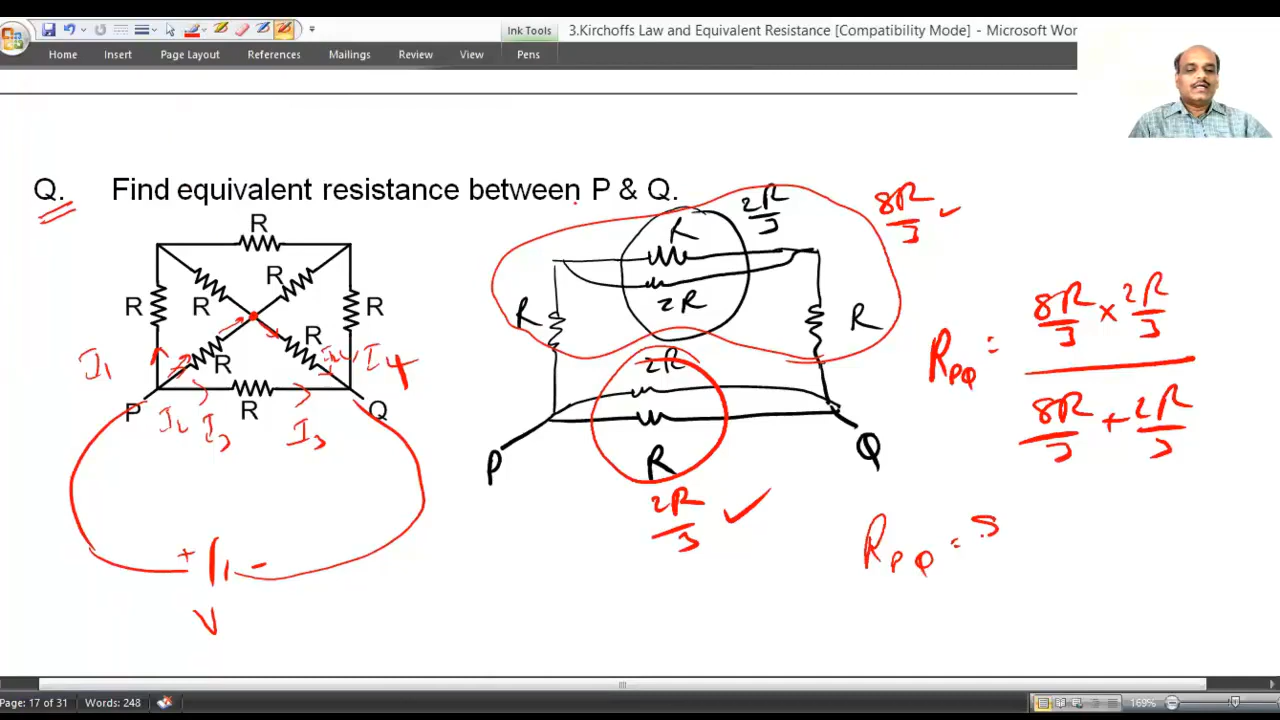 Ink Tools
3.Kirchoffs Law and Equivalent Resistance [Compatibility Mode] - Microsoft Wor
Home Insert Page Layout References Mailings Review View Pens
Q. Find equivalent resistance between P & Q.
R
R R R R
R R
R
P Q
I1 I2 I3 I3 I4
+ -
V
R
2R
2R/3
8R/3
R R
2R
R
2R/3
P Q
RPQ = 8R/3 × 2R/3
8R/3 + 2R/3
RPQ = 8
Page: 17 of 31 Words: 248 169%